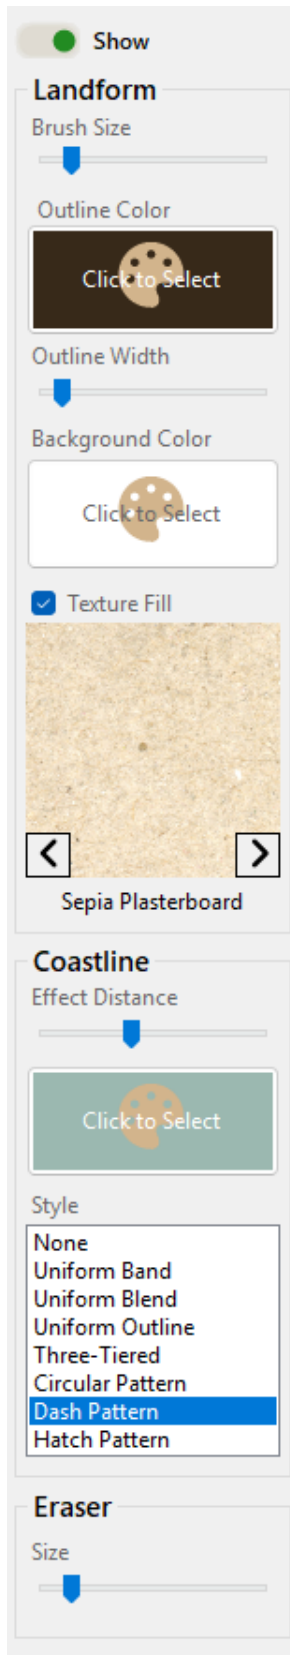 Show
Landform
Brush Size
Outline Color
Click to Select
Outline Width
Background Color
Click to Select
Texture Fill
Sepia Plasterboard
Coastline
Effect Distance
Click to Select
Style
None
Uniform Band
Uniform Blend
Uniform Outline
Three-Tiered
Circular Pattern
Dash Pattern
Hatch Pattern
Eraser
Size